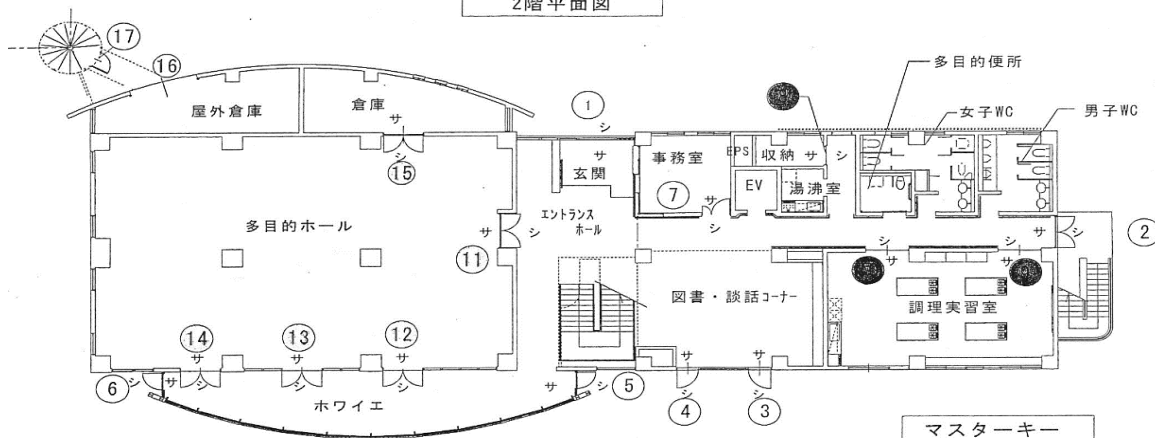 2階平面図
⑰
⑯
多目的便所
屋外倉庫
倉庫
①
シ
女子WC
男子WC
サ
シ
⑮
サ
玄関
事務室
EPS
収納
サ
シ
⑦
EV
湯沸室
サ
シ
多目的ホール
エントランス
ホール
サ
シ
②
⑪
シ
サ
シ
サ
図書・談話コーナー
調理実習室
⑭
⑬
⑫
サ
サ
サ
サ
サ
⑥
シ
サ
シ
シ
シ
サ
⑤
シ
シ
ホワイエ
④
③
マスターキー